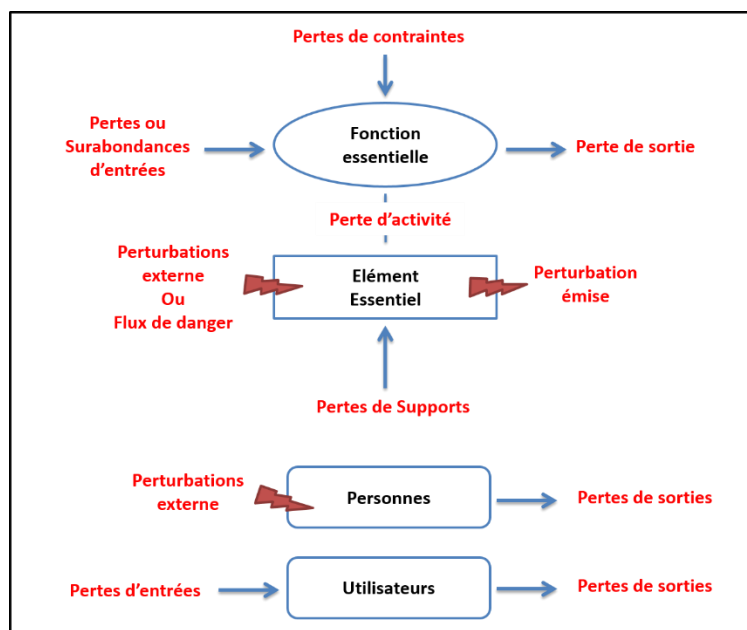 Pertes de contraintes
Pertes ou
Surabondances
d’entrées
Fonction
essentielle
Perte de sortie
Perte d’activité
Perturbations
externe
Ou
Flux de danger
Elément
Essentiel
Perturbation
émise
Pertes de Supports
Perturbations
externe
Personnes
Pertes de sorties
Pertes d’entrées
Utilisateurs
Pertes de sorties